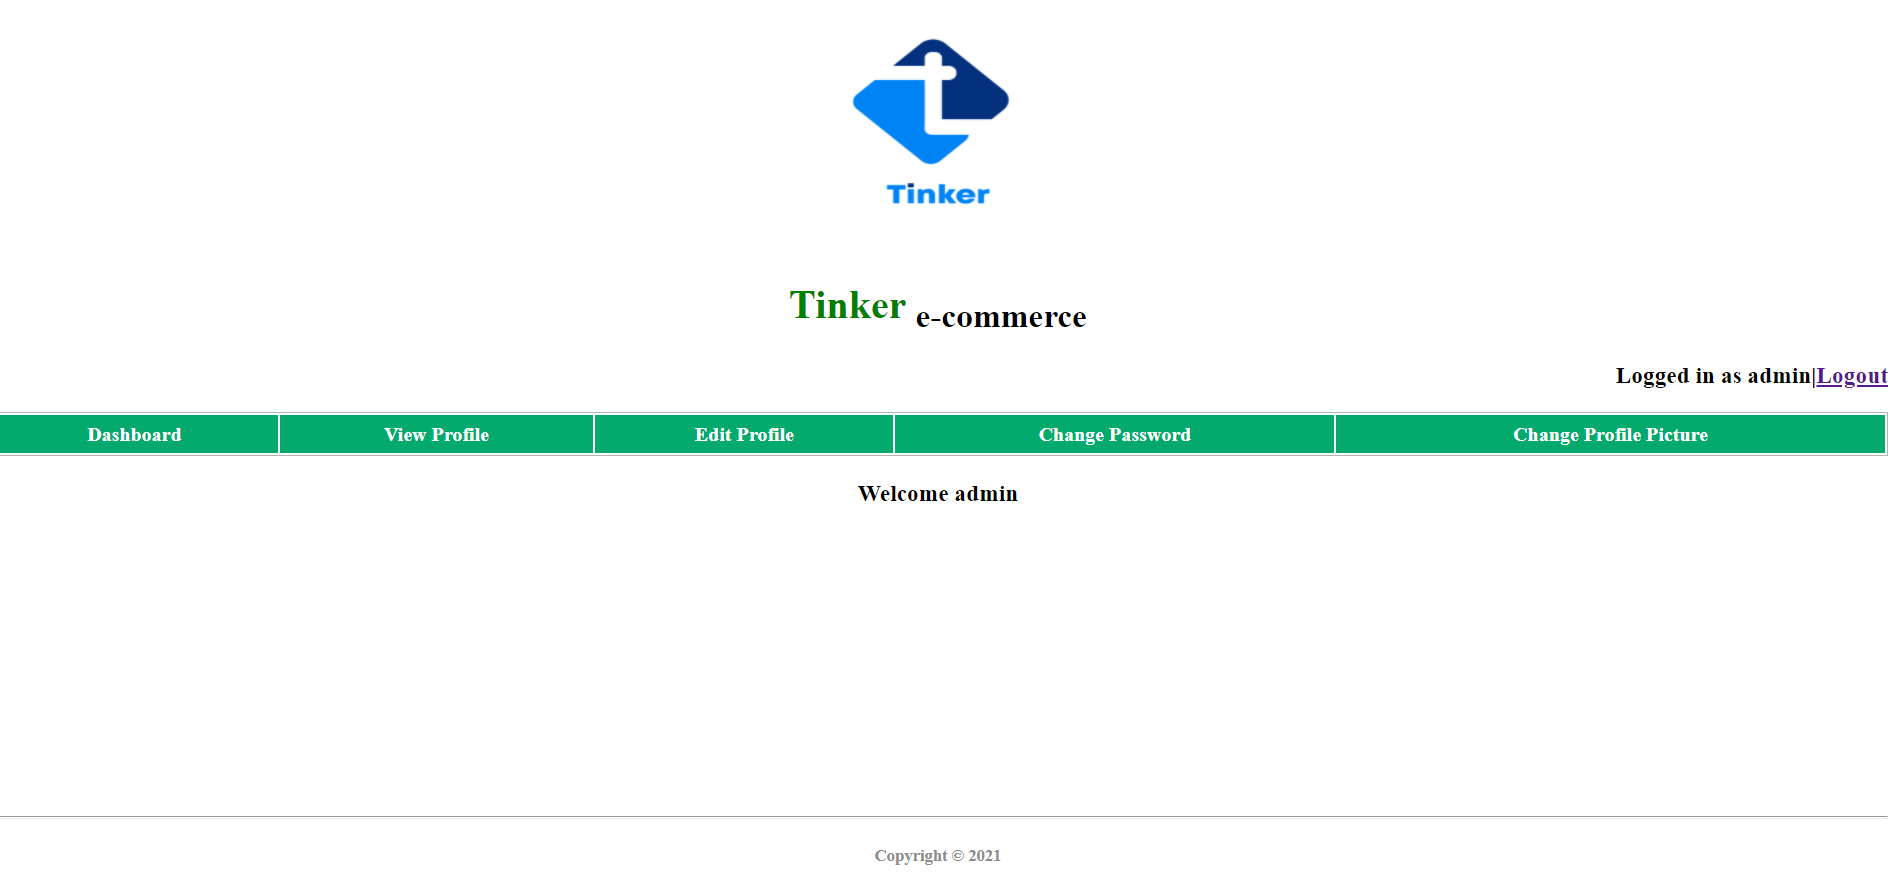 Tinker
Tinker e-commerce
Logged in as admin|Logout
Dashboard View Profile Edit Profile Change Password Change Profile Picture
Welcome admin
Copyright © 2021